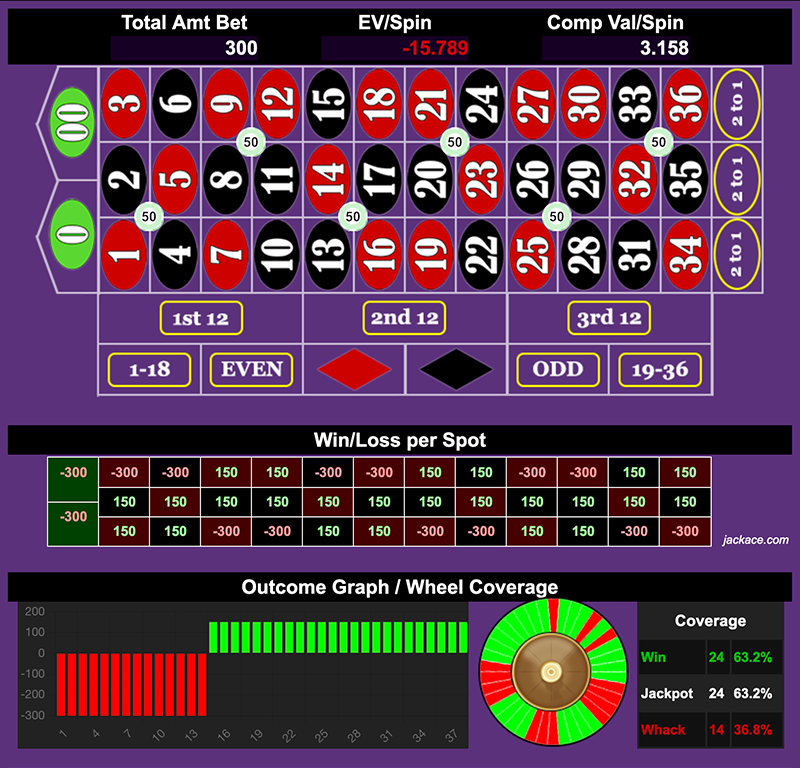 Total Amt Bet EV/Spin Comp Val/Spin
300 -15.789 3.158
00 3 6 9 12 15 18 21 24 27 30 33 36 2 to 1
50 50 50
2 5 8 11 14 17 20 23 26 29 32 35 2 to 1
50 50 50
0 1 4 7 10 13 16 19 22 25 28 31 34 2 to 1
1st 12 2nd 12 3rd 12
1-18 EVEN ODD 19-36
Win/Loss per Spot
-300 -300 -300 150 150 -300 -300 150 150 -300 -300 150 150
150 150 150 150 150 150 150 150 150 150 150 150
-300 150 150 -300 -300 150 150 -300 -300 150 150 -300 -300
jackace.com
Outcome Graph / Wheel Coverage
200
100
0
-100
-200
-300
1 4 7 10 13 16 19 22 25 28 31 34 37
Coverage
Win 24 63.2%
Jackpot 24 63.2%
Whack 14 36.8%